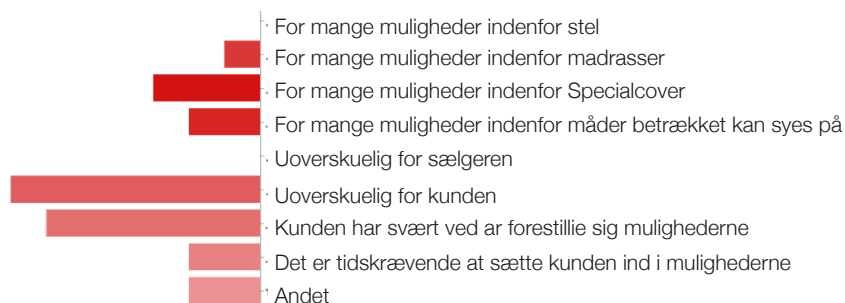 For mange muligheder indenfor stel
For mange muligheder indenfor madrasser
For mange muligheder indenfor Specialcover
For mange muligheder indenfor måder betrækket kan syes på
Uoverskuelig for sælgeren
Uoverskuelig for kunden
Kunden har svært ved ar forestillie sig mulighederne
Det er tidskrævende at sætte kunden ind i mulighederne
Andet